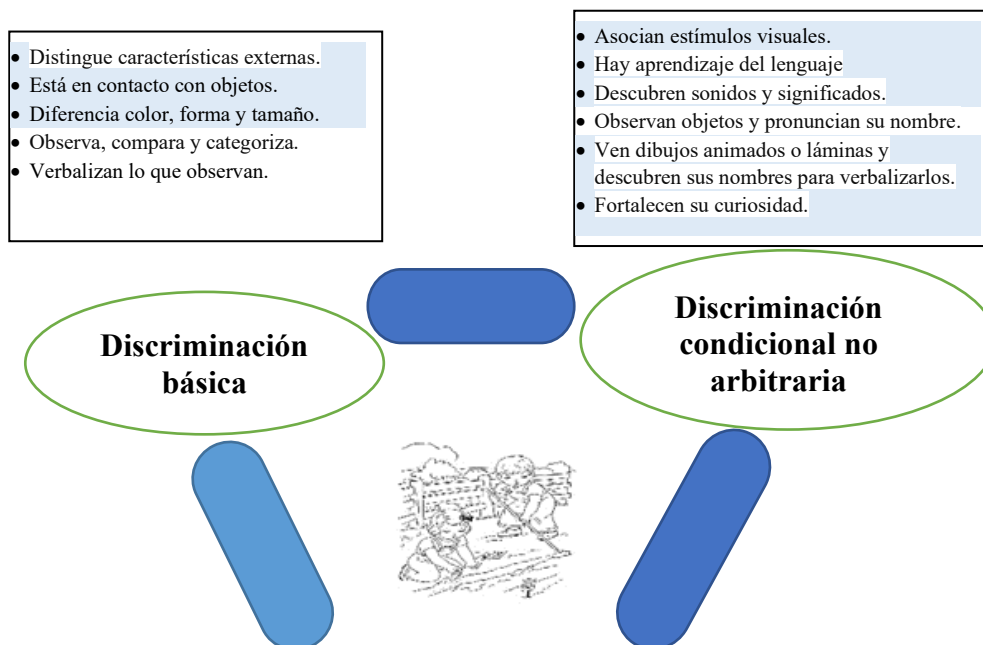 • Distingue características externas.
• Está en contacto con objetos.
• Diferencia color, forma y tamaño.
• Observa, compara y categoriza.
• Verbalizan lo que observan.
• Asocian estímulos visuales.
• Hay aprendizaje del lenguaje
• Descubren sonidos y significados.
• Observan objetos y pronuncian su nombre.
• Ven dibujos animados o láminas y
descubren sus nombres para verbalizarlos.
• Fortalecen su curiosidad.
Discriminación
básica
Discriminación
condicional no
arbitraria